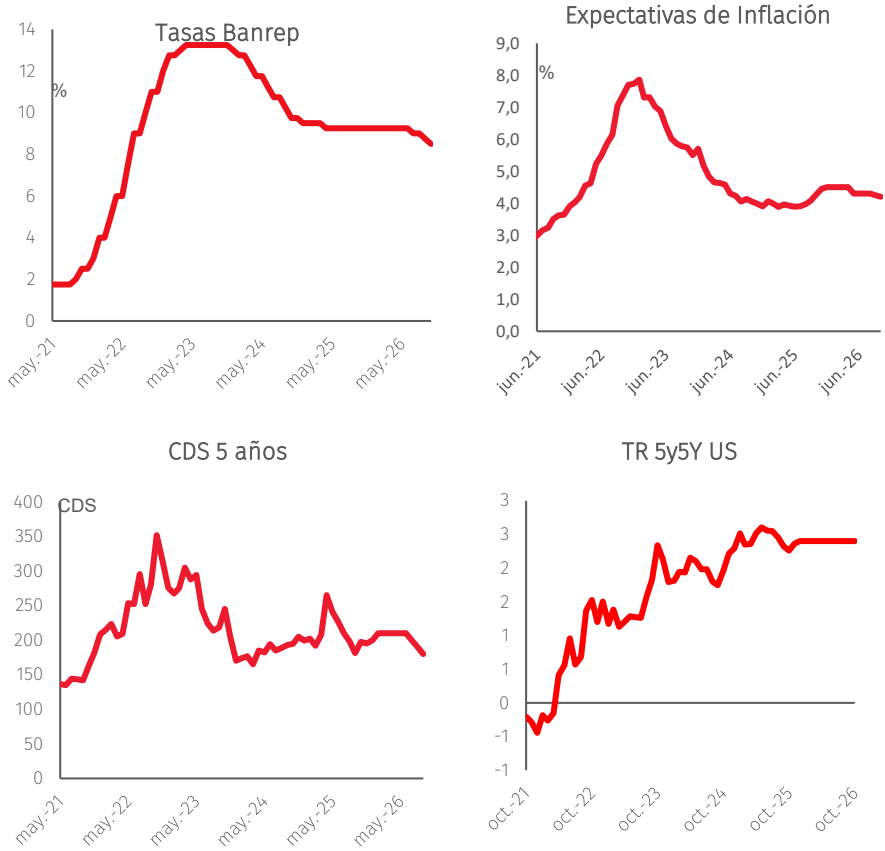 Tasas Banrep
%
14
12
10
8
6
4
2
0
may.-21
may.-22
may.-23
may.-24
may.-25
may.-26
Expectativas de Inflación
%
9,0
8,0
7,0
6,0
5,0
4,0
3,0
2,0
1,0
0,0
jun.-21
jun.-22
jun.-23
jun.-24
jun.-25
jun.-26
CDS 5 años
CDS
400
350
300
250
200
150
100
50
0
may.-21
may.-22
may.-23
may.-24
may.-25
may.-26
TR 5y5Y US
3
3
2
2
1
1
0
-1
-1
oct.-21
oct.-22
oct.-23
oct.-24
oct.-25
oct.-26